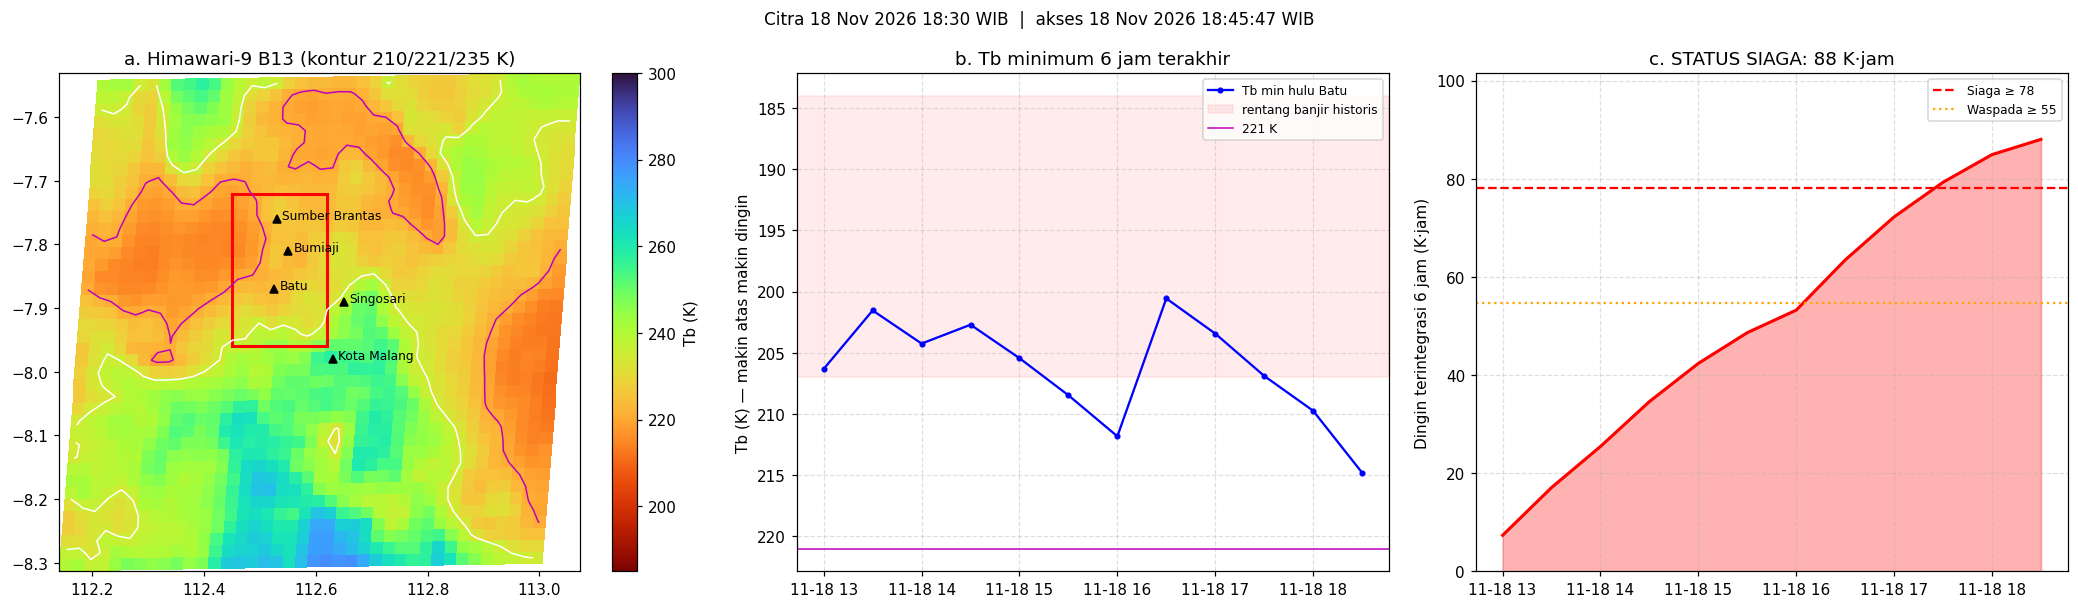 Citra 18 Nov 2026 18:30 WIB | akses 18 Nov 2026 18:45:47 WIB
a. Himawari-9 B13 (kontur 210/221/235 K)
−7.6
−7.7
−7.8
−7.9
−8.0
−8.1
−8.2
−8.3
112.2
112.4
112.6
112.8
113.0
Sumber Brantas
Bumiaji
Batu
Singosari
Kota Malang
300
280
260
240
220
200
Tb (K)
b. Tb minimum 6 jam terakhir
Tb (K) — makin atas makin dingin
185
190
195
200
205
210
215
220
Tb min hulu Batu
rentang banjir historis
221 K
11-18 13
11-18 14
11-18 15
11-18 16
11-18 17
11-18 18
c. STATUS SIAGA: 88 K·jam
Dingin terintegrasi 6 jam (K·jam)
100
80
60
40
20
0
Siaga ≥ 78
Waspada ≥ 55
11-18 13
11-18 14
11-18 15
11-18 16
11-18 17
11-18 18